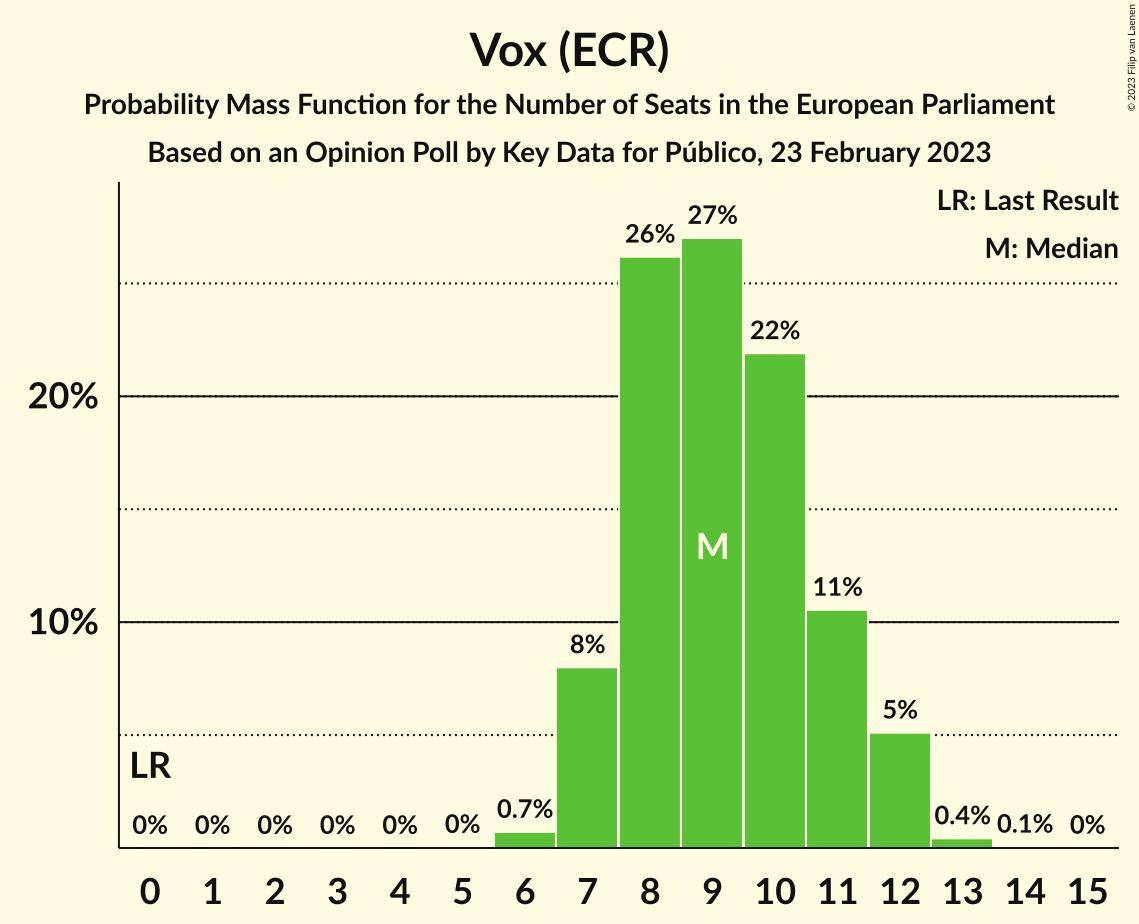 Vox (ECR)
Probability Mass Function for the Number of Seats in the European Parliament
Based on an Opinion Poll by Key Data for Público, 23 February 2023
© 2023 Filip van Laenen
LR: Last Result
M: Median
20%
10%
LR
M
0% 0% 0% 0% 0% 0% 0.7% 8% 26% 27% 22% 11% 5% 0.4% 0.1% 0%
0 1 2 3 4 5 6 7 8 9 10 11 12 13 14 15